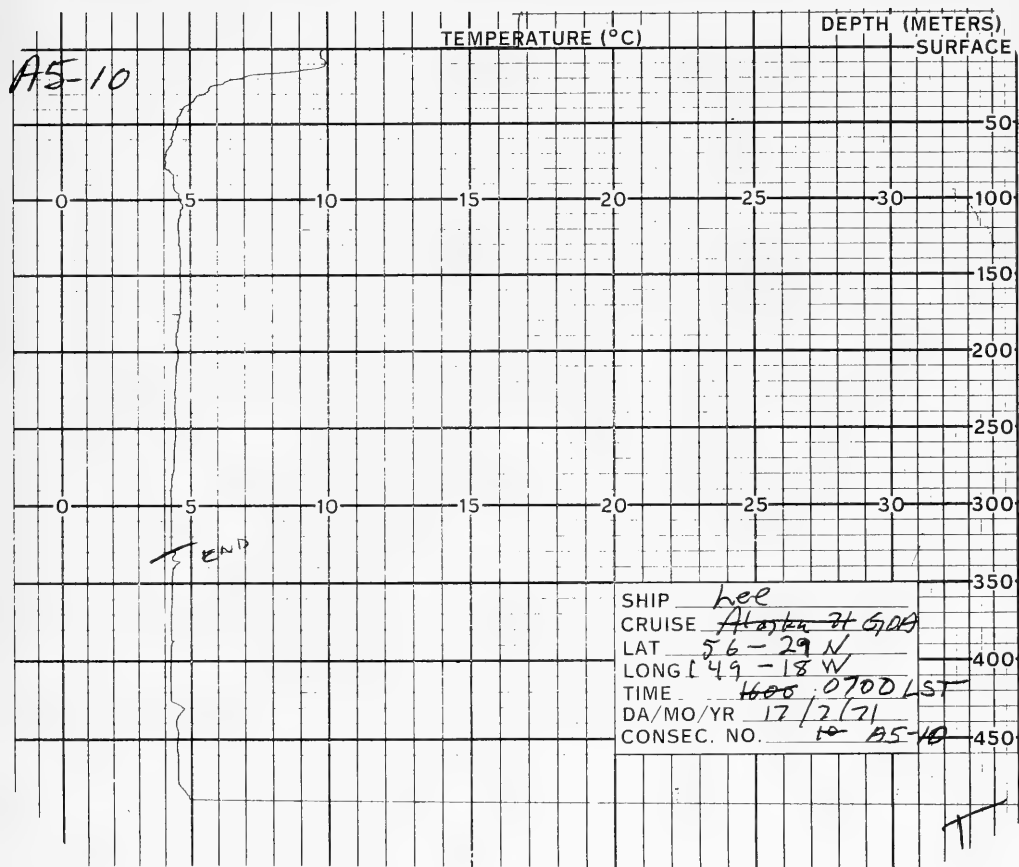 TEMPERATURE (°C)
DEPTH (METERS)
SURFACE
A5-10
50
0 5 10 15 20 25 30 100
150
200
250
0 5 10 15 20 25 30 300
END
350
SHIP Lee
CRUISE Alaska 71 GOA
LAT 56-29 N
400
LONG 149-18 W
TIME 1600 0700 LST
DA/MO/YR 17/7/71
CONSEC. NO. 10 A5-10
450